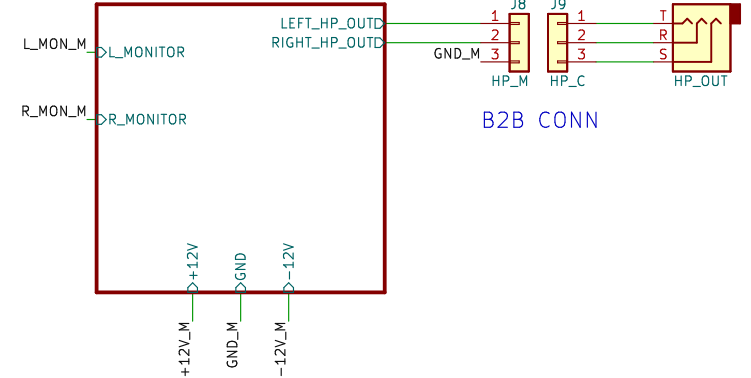 J8
J9
LEFT_HP_OUT
1
1
T
L_MON_M
L_MONITOR
RIGHT_HP_OUT
2
2
R
GND_M
3
3
S
HP_M
HP_C
HP_OUT
R_MON_M
R_MONITOR
B2B CONN
+12V
GND
-12V
+12V_M
GND_M
-12V_M